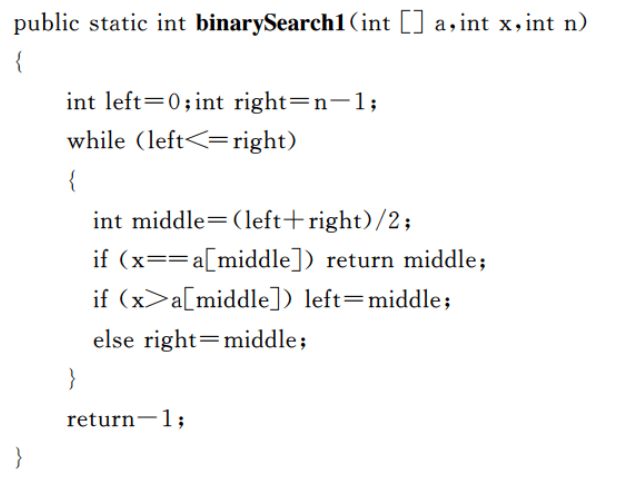 public static int binarySearch1(int [] a,int x,int n)
{
int left=0;int right=n-1;
while (left<=right)
{
int middle=(left+right)/2;
if (x==a[middle]) return middle;
if (x>a[middle]) left=middle;
else right=middle;
}
return-1;
}